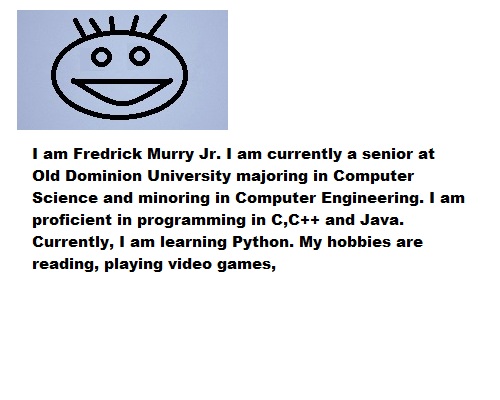 I am Fredrick Murry Jr. I am currently a senior at
Old Dominion University majoring in Computer
Science and minoring in Computer Engineering. I am
proficient in programming in C,C++ and Java.
Currently, I am learning Python. My hobbies are
reading, playing video games,